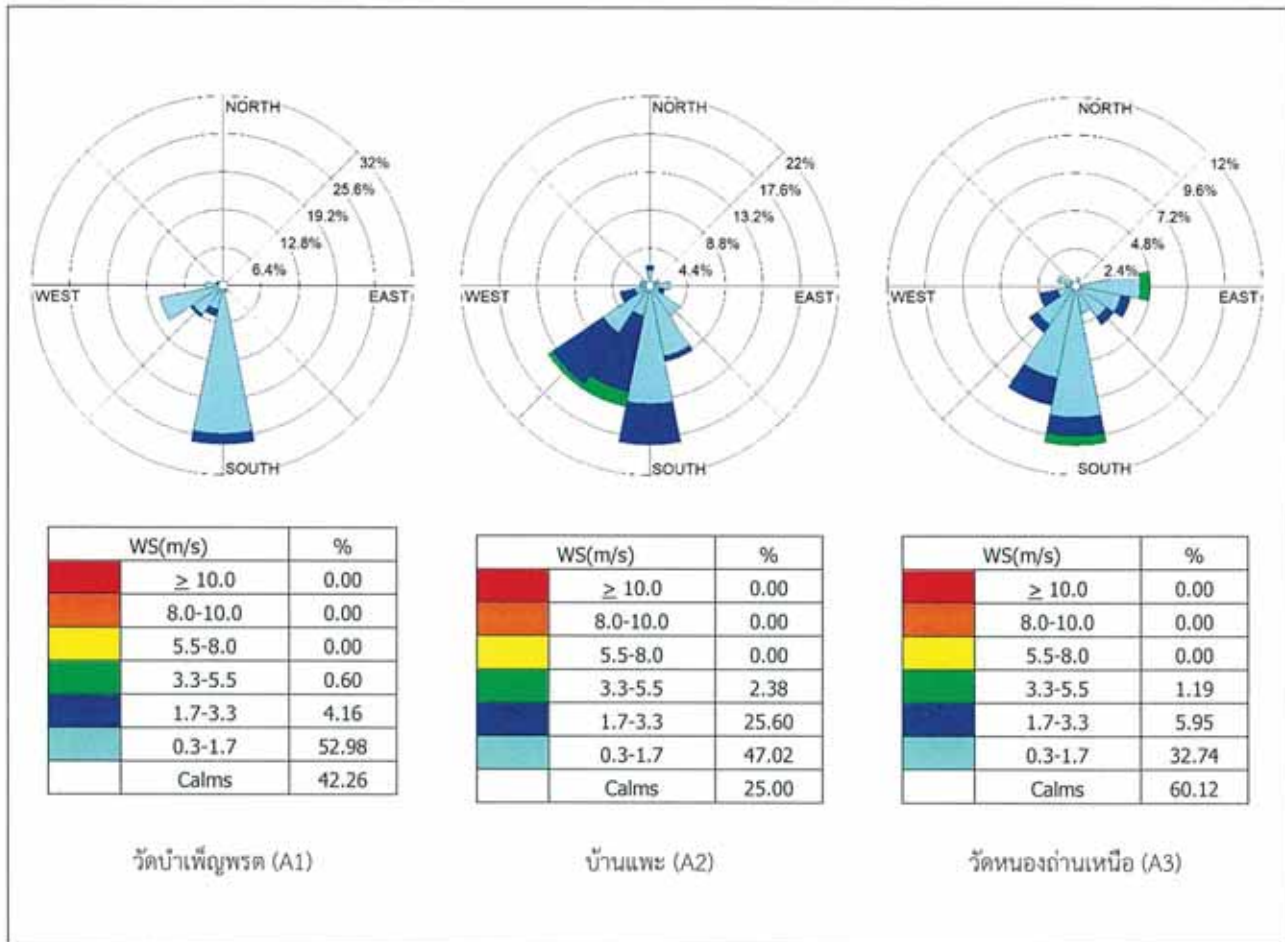 NORTH
32%
25.6%
19.2%
12.8%
6.4%
WEST
EAST
SOUTH
WS(m/s) %
≥ 10.0 0.00
8.0-10.0 0.00
5.5-8.0 0.00
3.3-5.5 0.60
1.7-3.3 4.16
0.3-1.7 52.98
Calms 42.26
วัดบำเพ็ญพรต (A1)
NORTH
22%
17.6%
13.2%
8.8%
4.4%
WEST
EAST
SOUTH
WS(m/s) %
≥ 10.0 0.00
8.0-10.0 0.00
5.5-8.0 0.00
3.3-5.5 2.38
1.7-3.3 25.60
0.3-1.7 47.02
Calms 25.00
บ้านแพะ (A2)
NORTH
12%
9.6%
7.2%
4.8%
2.4%
WEST
EAST
SOUTH
WS(m/s) %
≥ 10.0 0.00
8.0-10.0 0.00
5.5-8.0 0.00
3.3-5.5 1.19
1.7-3.3 5.95
0.3-1.7 32.74
Calms 60.12
วัดหนองถ่านเหนือ (A3)